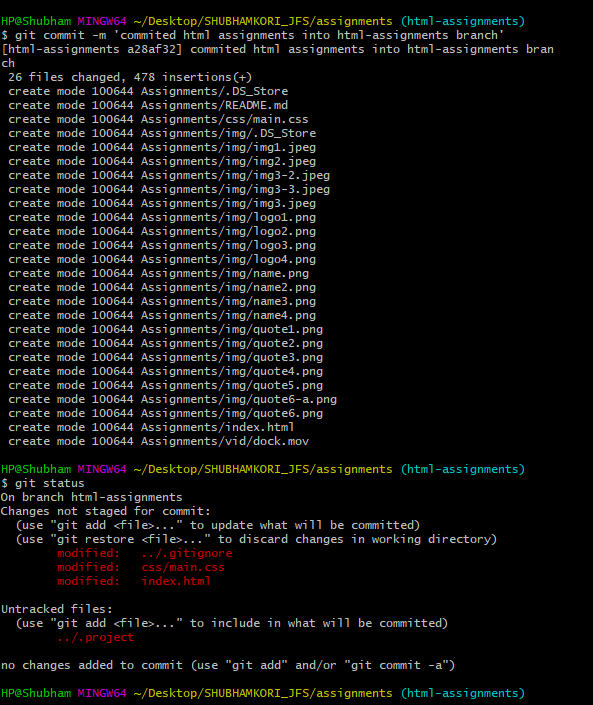 HP@Shubham MINGW64 ~/Desktop/SHUBHAMKORI_JFS/assignments (html-assignments)
$ git commit -m 'commited html assignments into html-assignments branch'
[html-assignments a28af32] commited html assignments into html-assignments bran
ch
 26 files changed, 478 insertions(+)
 create mode 100644 Assignments/.DS_Store
 create mode 100644 Assignments/README.md
 create mode 100644 Assignments/css/main.css
 create mode 100644 Assignments/img/.DS_Store
 create mode 100644 Assignments/img/img1.jpeg
 create mode 100644 Assignments/img/img2.jpeg
 create mode 100644 Assignments/img/img3-2.jpeg
 create mode 100644 Assignments/img/img3-3.jpeg
 create mode 100644 Assignments/img/img3.jpeg
 create mode 100644 Assignments/img/logo1.png
 create mode 100644 Assignments/img/logo2.png
 create mode 100644 Assignments/img/logo3.png
 create mode 100644 Assignments/img/logo4.png
 create mode 100644 Assignments/img/name.png
 create mode 100644 Assignments/img/name2.png
 create mode 100644 Assignments/img/name3.png
 create mode 100644 Assignments/img/name4.png
 create mode 100644 Assignments/img/quote1.png
 create mode 100644 Assignments/img/quote2.png
 create mode 100644 Assignments/img/quote3.png
 create mode 100644 Assignments/img/quote4.png
 create mode 100644 Assignments/img/quote5.png
 create mode 100644 Assignments/img/quote6-a.png
 create mode 100644 Assignments/img/quote6.png
 create mode 100644 Assignments/index.html
 create mode 100644 Assignments/vid/dock.mov

HP@Shubham MINGW64 ~/Desktop/SHUBHAMKORI_JFS/assignments (html-assignments)
$ git status
On branch html-assignments
Changes not staged for commit:
  (use "git add <file>..." to update what will be committed)
  (use "git restore <file>..." to discard changes in working directory)
        modified:   ../.gitignore
        modified:   css/main.css
        modified:   index.html

Untracked files:
  (use "git add <file>..." to include in what will be committed)
        ../.project

no changes added to commit (use "git add" and/or "git commit -a")

HP@Shubham MINGW64 ~/Desktop/SHUBHAMKORI_JFS/assignments (html-assignments)